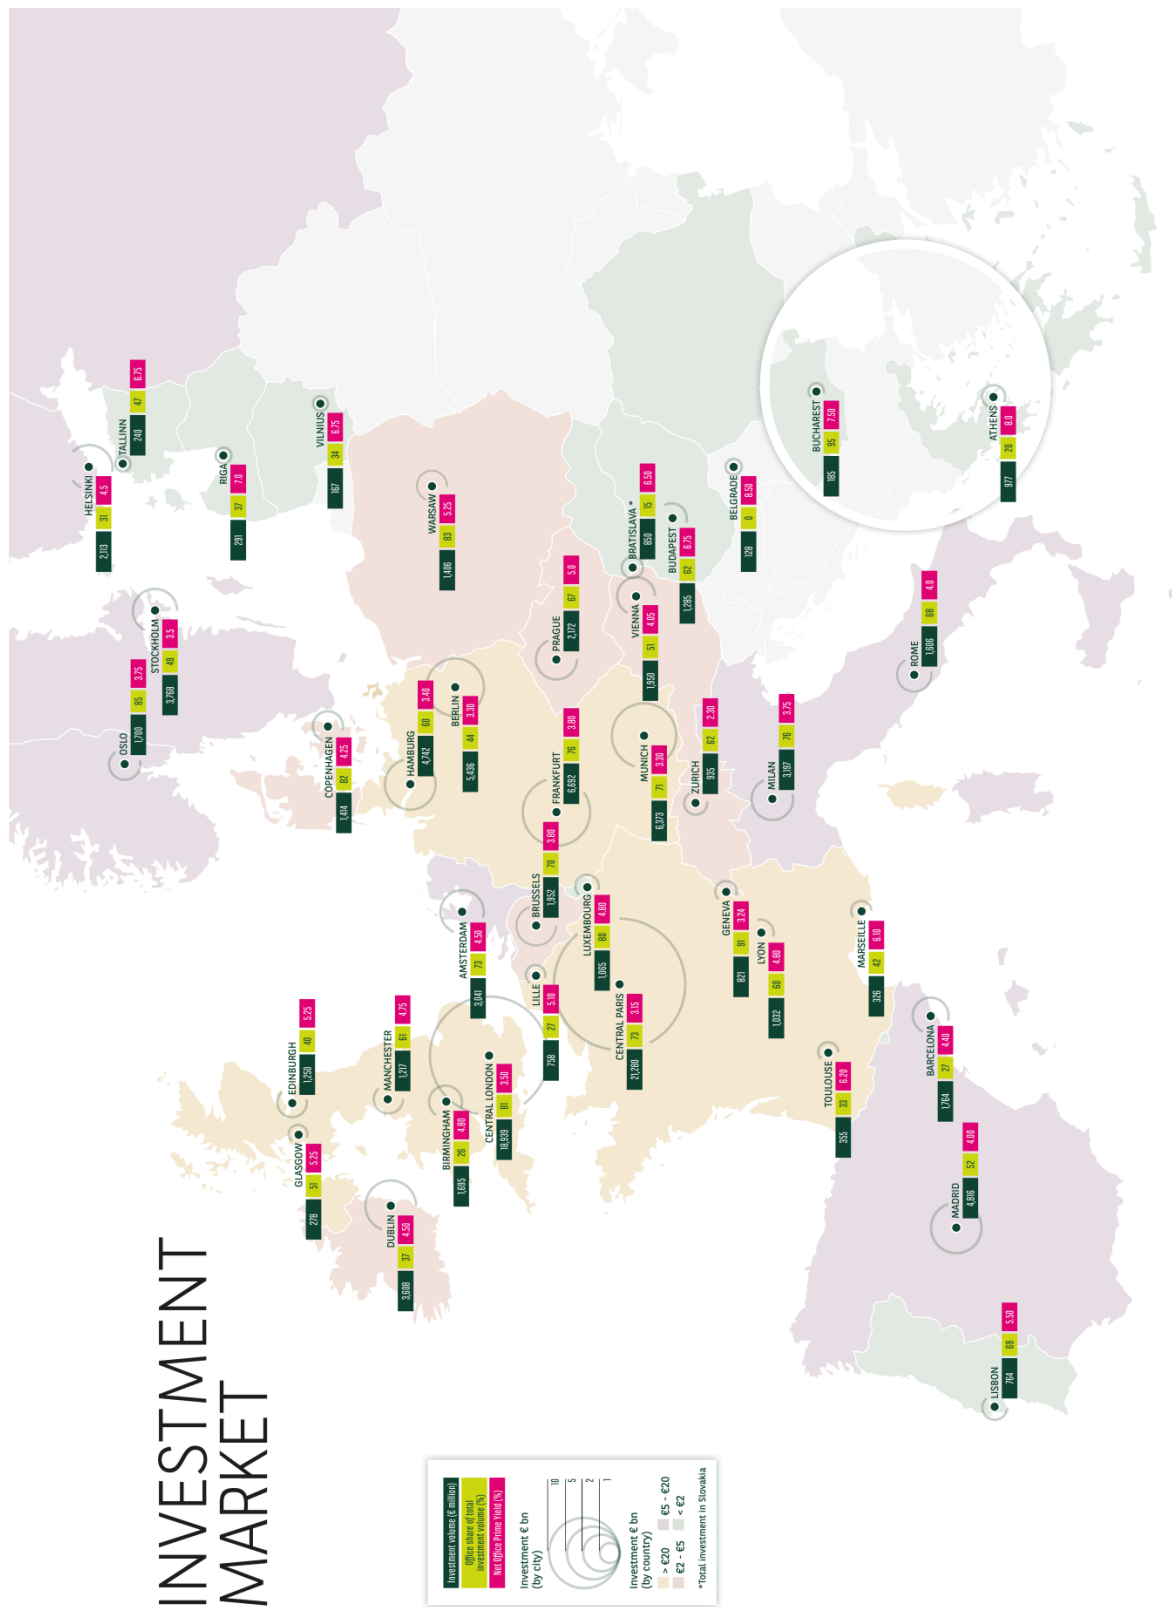 INVESTMENT
MARKET
Investment volume (€ million)
Office share of total
investment volume (%)
Net Office Prime Yield (%)
Investment € bn
(by city)
10
5
2
1
Investment € bn
(by country)
> €20
€5 - €20
€2 - €5
< €2
*Total investment in Slovakia
HELSINKI
2,113 31 4.5
TALLINN
240 47 6.75
OSLO
1,700 85 3.75
STOCKHOLM
3,768 49 3.5
RIGA
291 37 7.0
VILNIUS
167 34 6.75
COPENHAGEN
1,414 82 4.25
EDINBURGH
1,250 40 5.25
GLASGOW
278 51 5.25
DUBLIN
3,608 37 4.50
MANCHESTER
1,217 61 4.75
BIRMINGHAM
1,695 26 4.80
CENTRAL LONDON
18,939 81 3.50
AMSTERDAM
3,041 73 4.50
HAMBURG
4,742 60 3.40
BERLIN
5,436 44 3.30
WARSAW
1,406 83 5.25
LILLE
758 27 5.10
BRUSSELS
1,952 70 3.80
FRANKFURT
6,692 76 3.80
PRAGUE
2,172 67 5.0
LUXEMBOURG
1,065 80 4.80
CENTRAL PARIS
21,280 73 3.15
MUNICH
6,373 71 3.30
VIENNA
1,950 51 4.05
BRATISLAVA *
850 15 6.50
BUDAPEST
1,285 62 6.75
ZURICH
935 62 2.30
BELGRADE
128 0 8.50
GENEVA
821 91 3.24
LYON
1,032 60 4.80
MILAN
3,197 76 3.75
BUCHAREST
185 95 7.50
TOULOUSE
355 33 6.20
MARSEILLE
326 42 6.10
ROME
1,606 68 4.0
BARCELONA
1,764 27 4.40
MADRID
4,816 52 4.00
LISBON
764 69 5.50
ATHENS
977 20 8.0